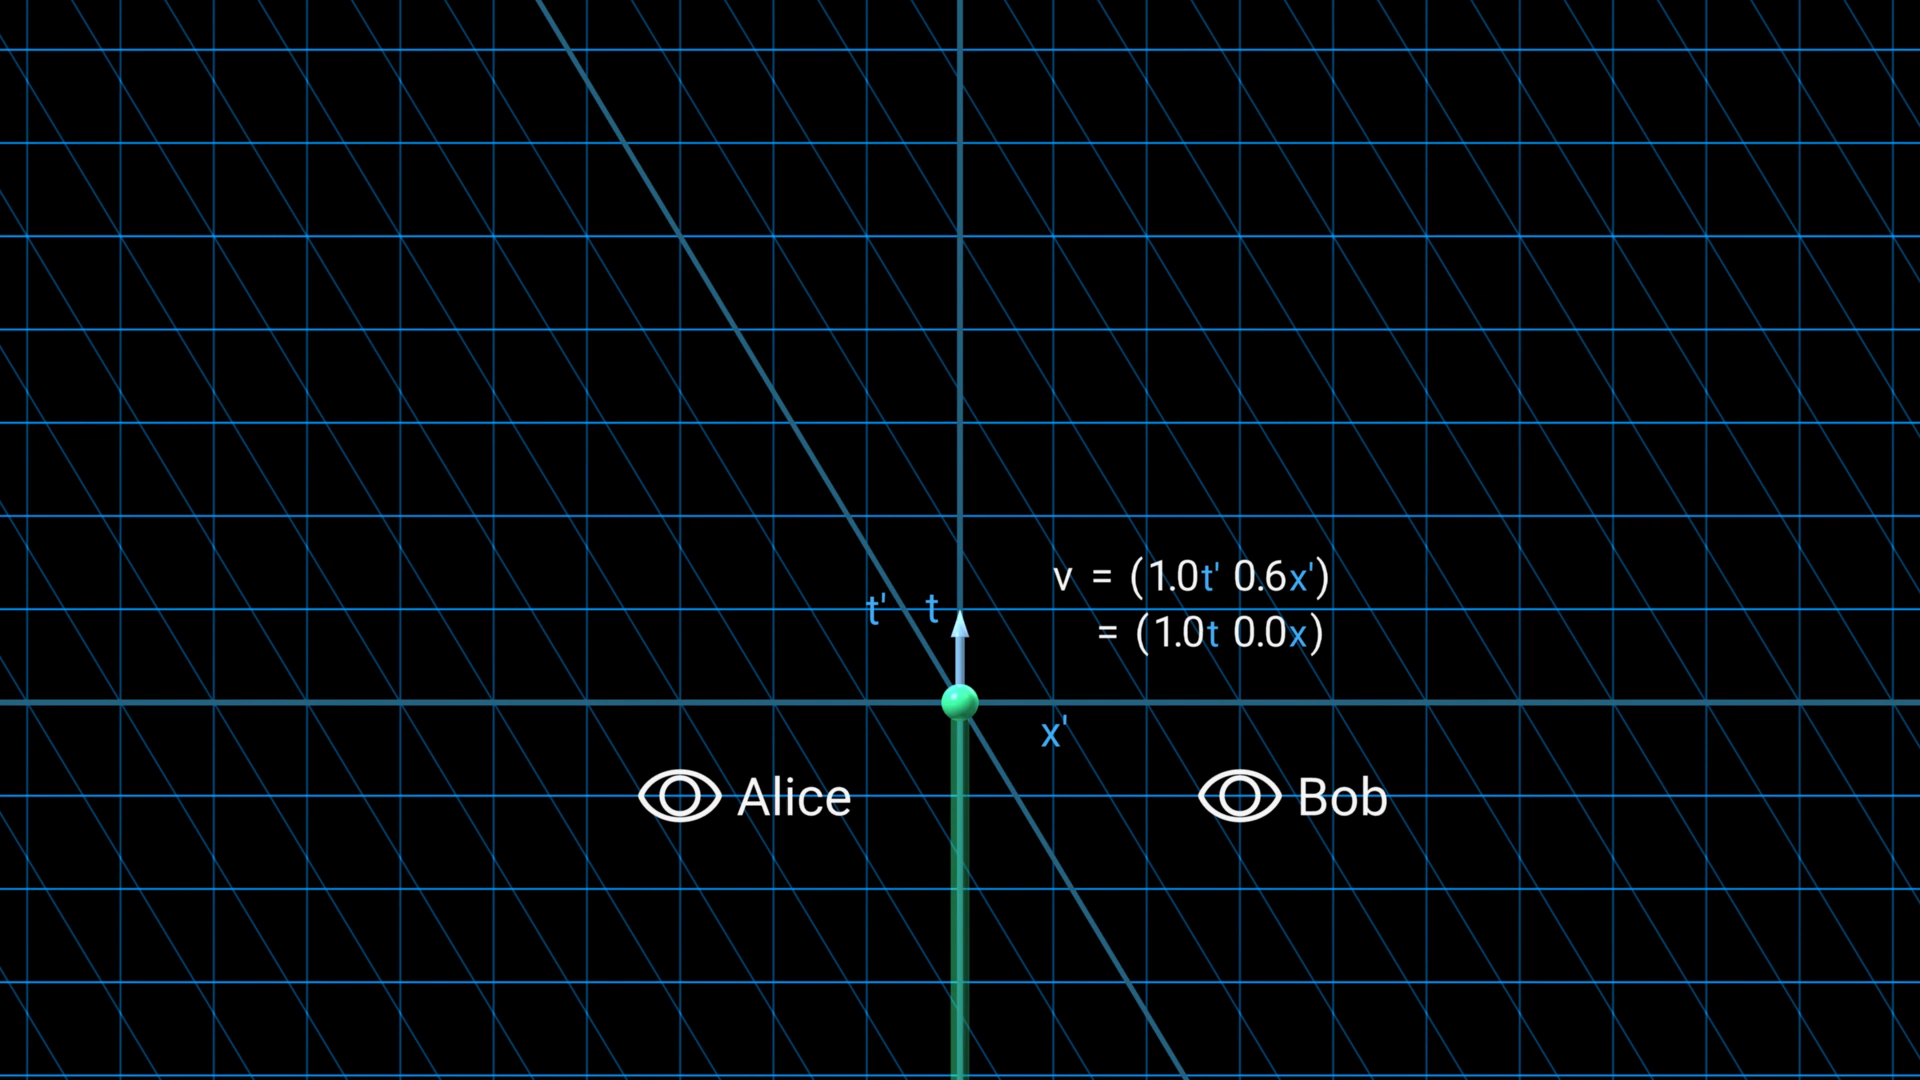 v = (1.0t' 0.6x')
= (1.0t 0.0x)
t' t
x'
Alice Bob